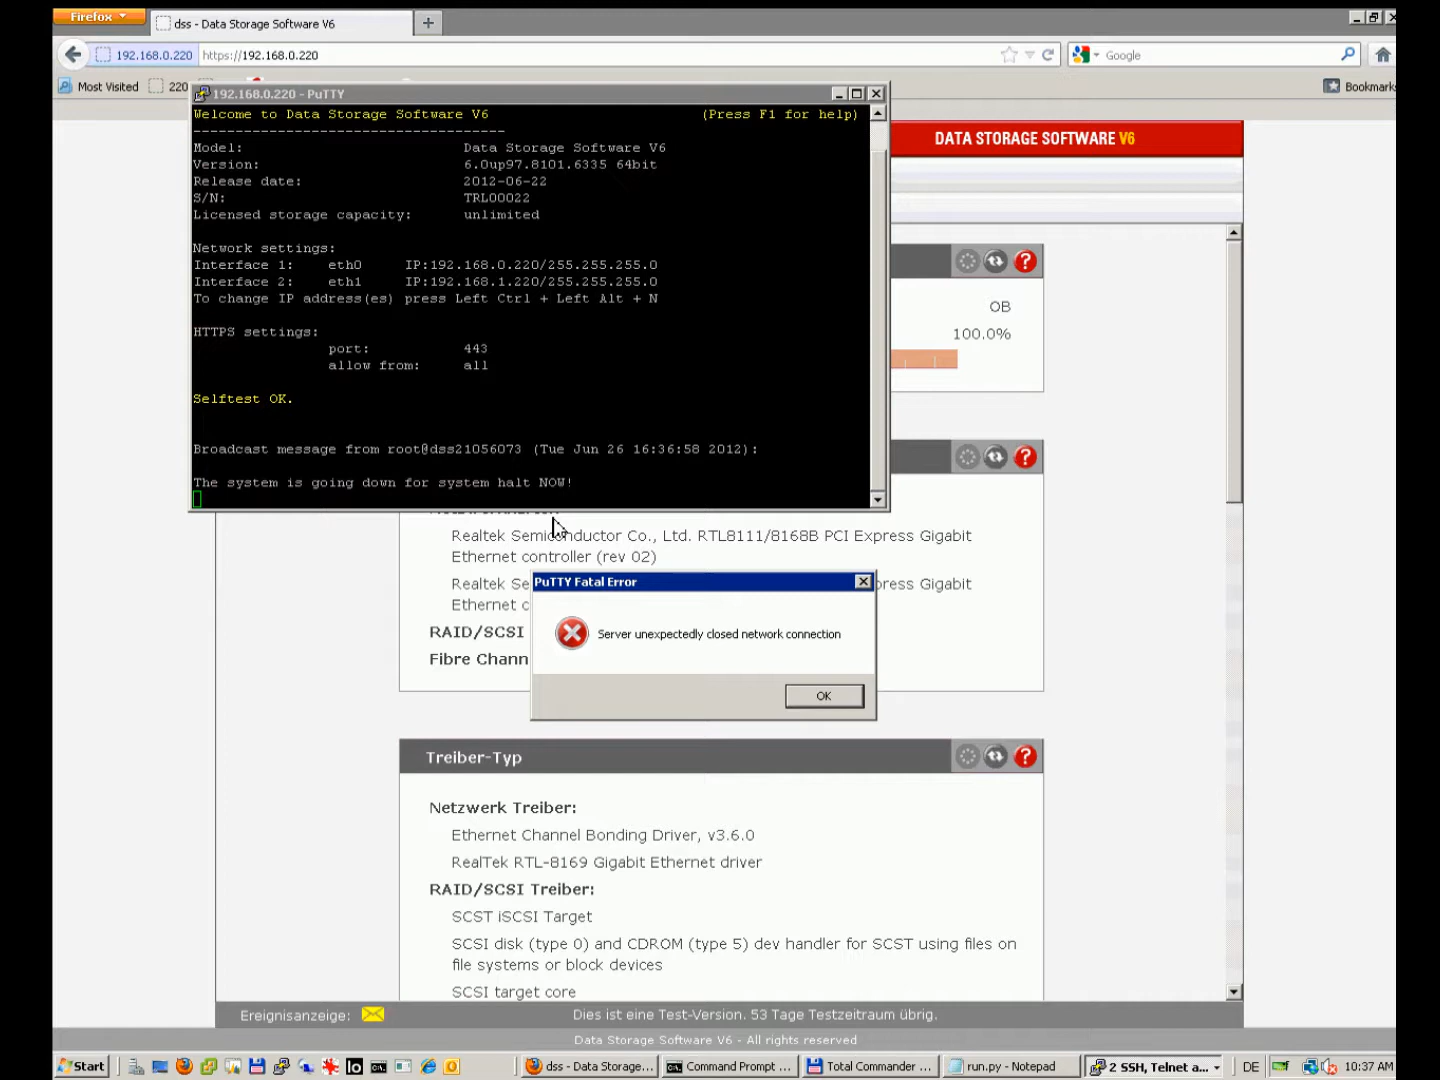 Firefox
dss - Data Storage Software V6
192.168.0.220
https://192.168.0.220
Google
Most Visited
220
Bookmark
192.168.0.220 - PuTTY
Welcome to Data Storage Software V6 (Press F1 for help)
-------------------------------------
Model: Data Storage Software V6
Version: 6.0up97.8101.6335 64bit
Release date: 2012-06-22
S/N: TRL00022
Licensed storage capacity: unlimited
Network settings:
Interface 1: eth0 IP:192.168.0.220/255.255.255.0
Interface 2: eth1 IP:192.168.1.220/255.255.255.0
To change IP address(es) press Left Ctrl + Left Alt + N
HTTPS settings:
port: 443
allow from: all
Selftest OK.
Broadcast message from root@dss21056073 (Tue Jun 26 16:36:58 2012):
The system is going down for system halt NOW!
DATA STORAGE SOFTWARE V6
0B
100.0%
Realtek Semiconductor Co., Ltd. RTL8111/8168B PCI Express Gigabit
Ethernet controller (rev 02)
Realtek Se press Gigabit
Ethernet c
RAID/SCSI
Fibre Chann
PuTTY Fatal Error
Server unexpectedly closed network connection
OK
Treiber-Typ
Netzwerk Treiber:
Ethernet Channel Bonding Driver, v3.6.0
RealTek RTL-8169 Gigabit Ethernet driver
RAID/SCSI Treiber:
SCST iSCSI Target
SCSI disk (type 0) and CDROM (type 5) dev handler for SCST using files on
file systems or block devices
SCSI target core
Ereignisanzeige:
Dies ist eine Test-Version. 53 Tage Testzeitraum übrig.
Data Storage Software V6 - All rights reserved
Start
dss - Data Storage...
Command Prompt ...
Total Commander ...
run.py - Notepad
2 SSH, Telnet a...
DE
10:37 AM